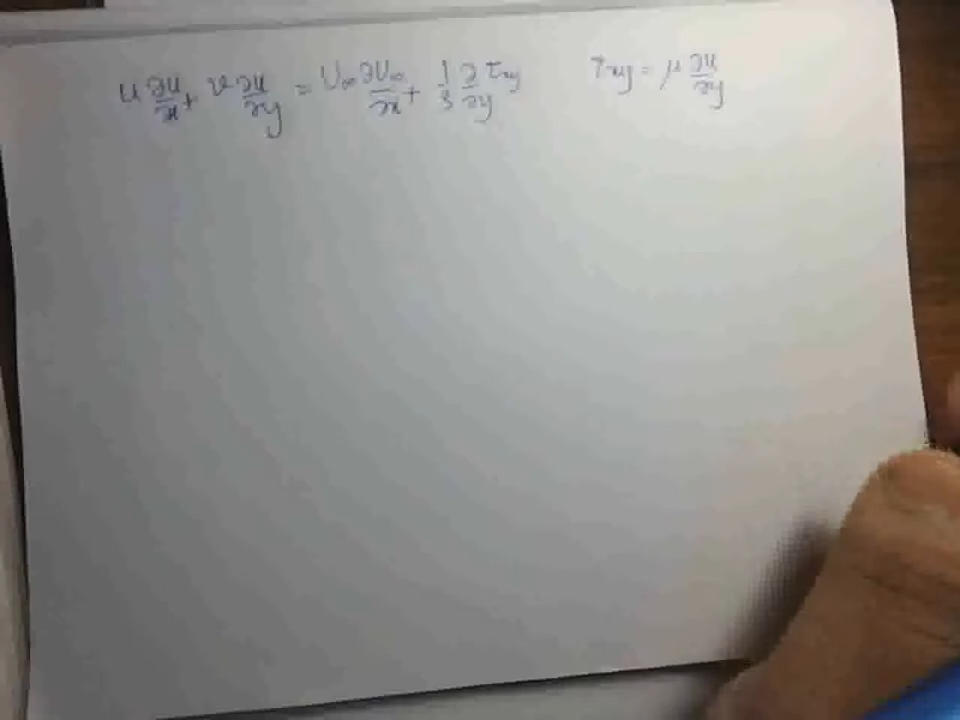 u ∂u/∂x + v ∂u/∂y = U∞ ∂U∞/∂x + 1/ρ ∂/∂y τxy    τxy = μ ∂u/∂y